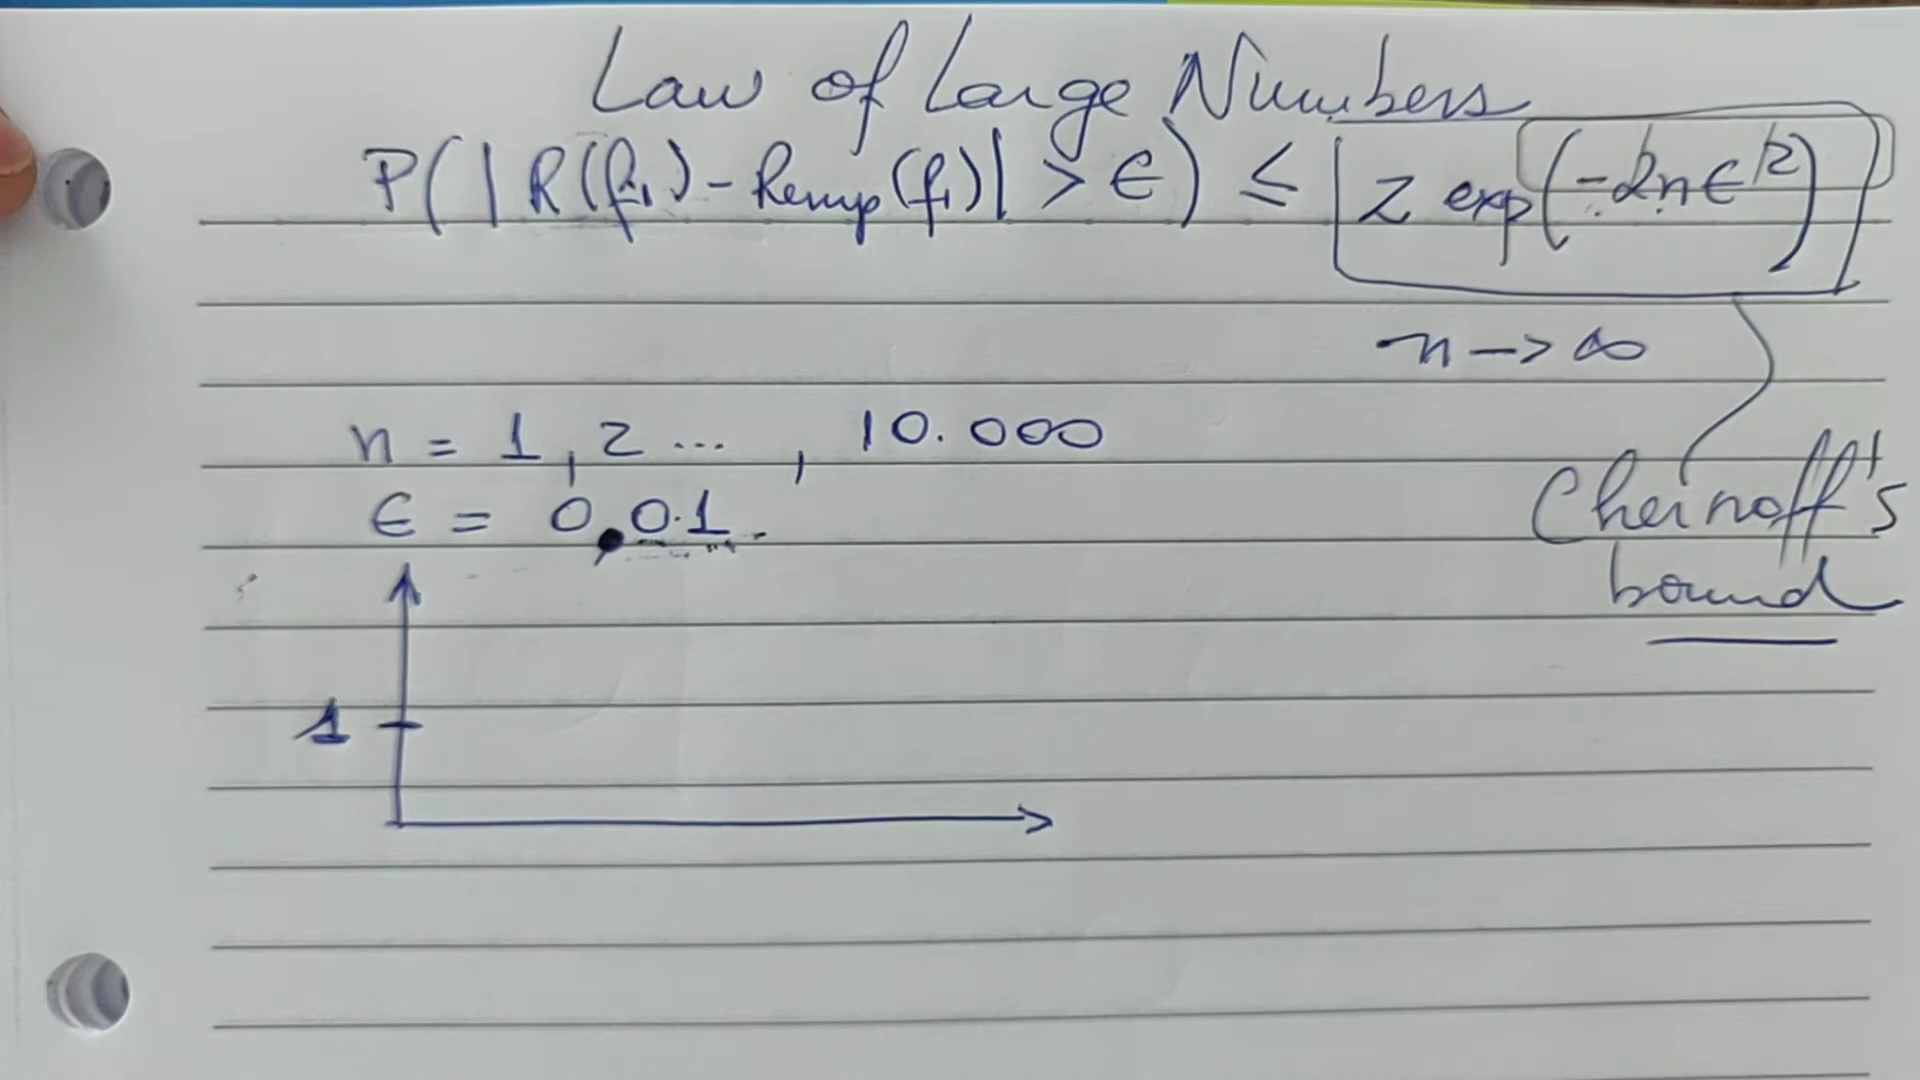 Law of Large Numbers
P(|R(f₁) - Remp(f₁)| > ϵ) ≤ 2 exp(-2nϵ²)
n → ∞
n = 1, 2 ..., 10.000
ϵ = 0,01
Chernoff's
bound
1